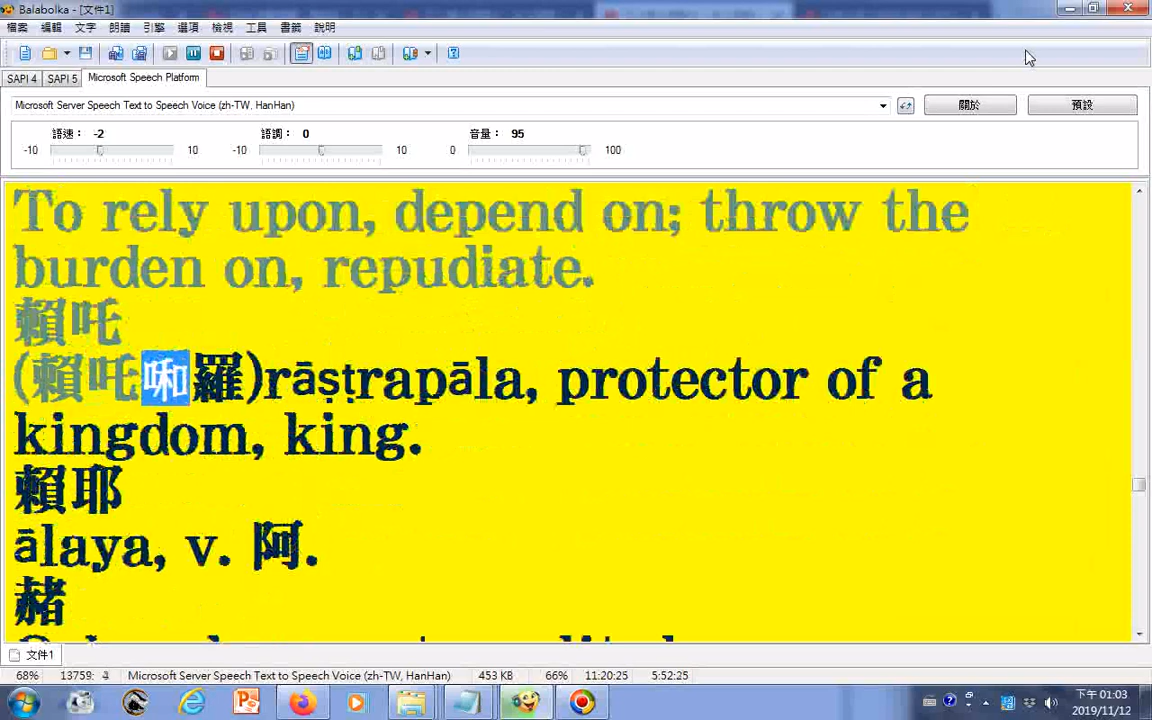 Balabolka - [文件1]
檔案 編輯 文字 朗讀 引擎 選項 檢視 工具 書籤 說明
SAPI 4 SAPI 5 Microsoft Speech Platform
Microsoft Server Speech Text to Speech Voice (zh-TW, HanHan) 關於 預設
語速： -2 語調： 0 音量： 95
-10 10 -10 10 0 100
To rely upon, depend on; throw the
burden on, repudiate.
賴吒
(賴吒啝羅)rāṣṭrapāla, protector of a
kingdom, king.
賴耶
ālaya, v. 阿.
赭
文件1
68% 13759: Microsoft Server Speech Text to Speech Voice (zh-TW, HanHan) 453 KB 66% 11:20:25 5:52:25
下午 01:03
2019/11/12